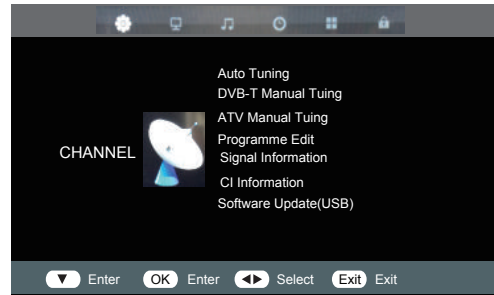 Auto Tuning
DVB-T Manual Tuing
ATV Manual Tuing
CHANNEL
Programme Edit
Signal Information
CI Information
Software Update(USB)
Enter OK Enter Select Exit Exit